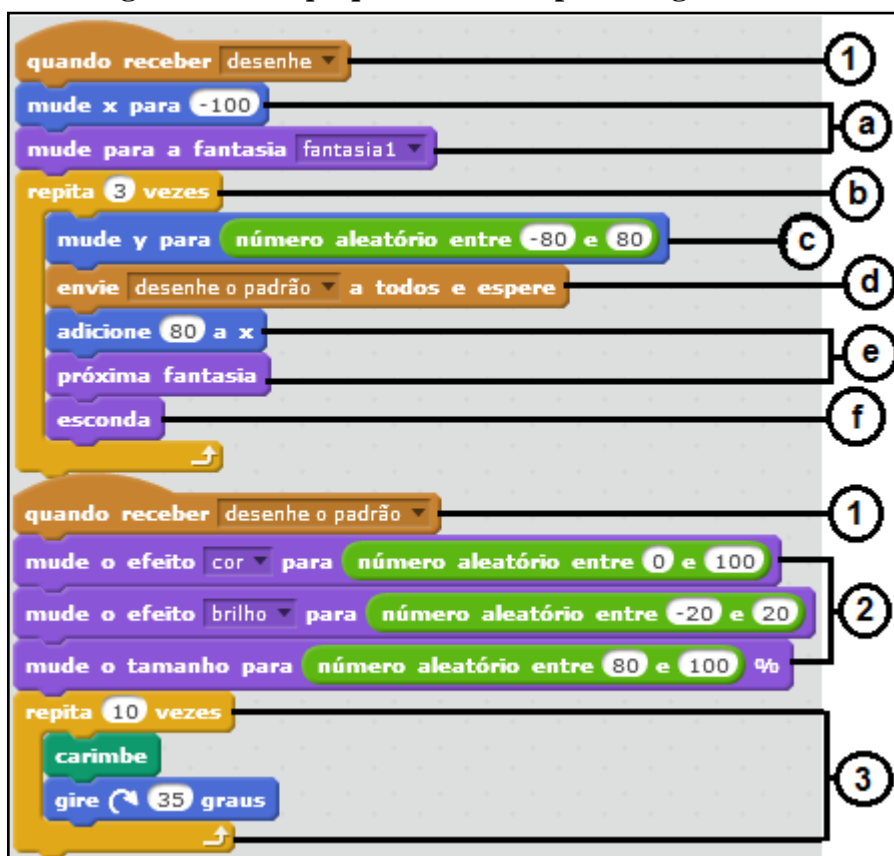 quando receber desenhe 1
mude x para -100
a
mude para a fantasia fantasia1
repita 3 vezes b
mude y para número aleatório entre -80 e 80 c
envie desenhe o padrão a todos e espere d
adicione 80 a x
e
próxima fantasia
esconda f
quando receber desenhe o padrão 1
mude o efeito cor para número aleatório entre 0 e 100
mude o efeito brilho para número aleatório entre -20 e 20 2
mude o tamanho para número aleatório entre 80 e 100 %
repita 10 vezes
carimbe
3
gire 35 graus